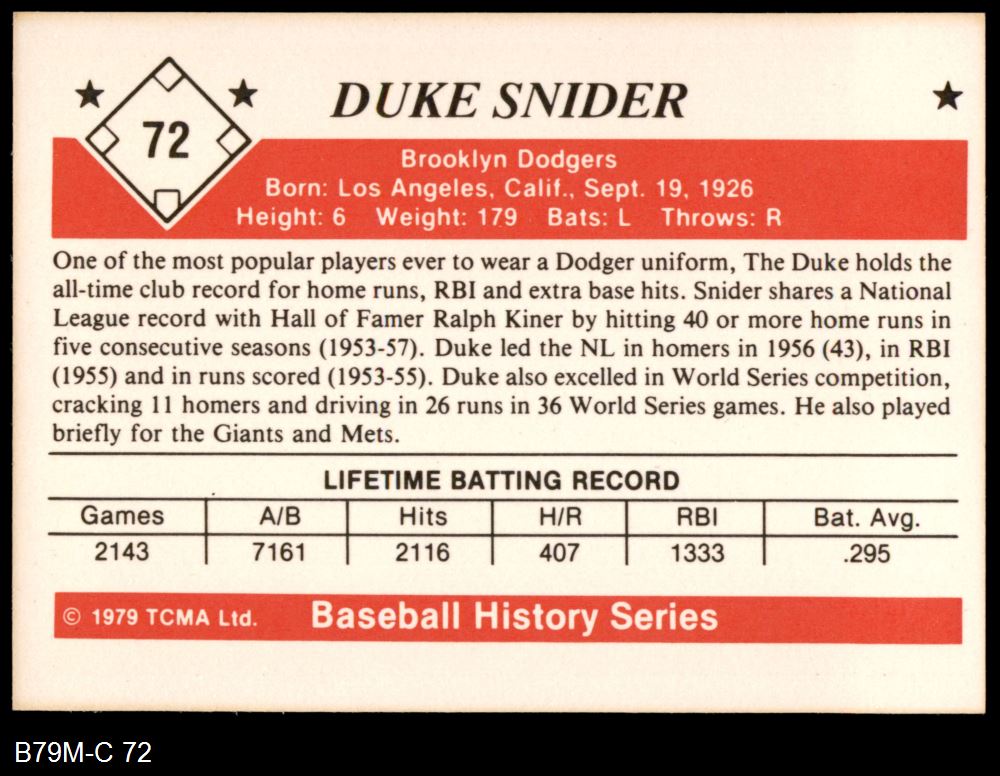 72
DUKE SNIDER
Brooklyn Dodgers
Born: Los Angeles, Calif., Sept. 19, 1926
Height: 6 Weight: 179 Bats: L Throws: R
One of the most popular players ever to wear a Dodger uniform, The Duke holds the
all-time club record for home runs, RBI and extra base hits. Snider shares a National
League record with Hall of Famer Ralph Kiner by hitting 40 or more home runs in
five consecutive seasons (1953-57). Duke led the NL in homers in 1956 (43), in RBI
(1955) and in runs scored (1953-55). Duke also excelled in World Series competition,
cracking 11 homers and driving in 26 runs in 36 World Series games. He also played
briefly for the Giants and Mets.
LIFETIME BATTING RECORD
Games A/B Hits H/R RBI Bat. Avg.
2143 7161 2116 407 1333 .295
© 1979 TCMA Ltd. Baseball History Series
B79M-C 72